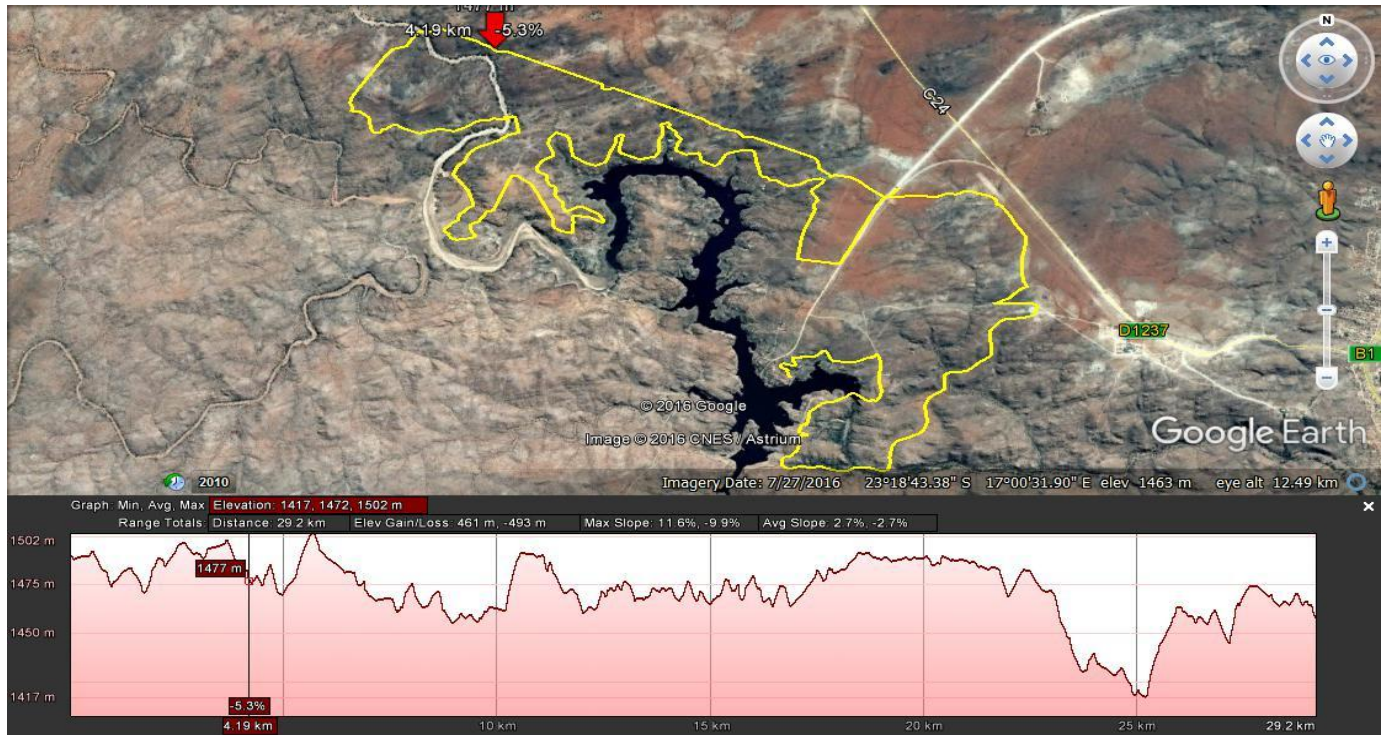 1477 m
4.19 km -5.3%
N
C24
D1237
B1
© 2016 Google
Image © 2016 CNES / Astrium
Google Earth
2010
Imagery Date: 7/27/2016 23°18'43.38" S 17°00'31.90" E elev 1463 m eye alt 12.49 km
Graph: Min, Avg, Max Elevation: 1417, 1472, 1502 m
Range Totals: Distance: 29.2 km Elev Gain/Loss: 461 m, -493 m Max Slope: 11.6%, -9.9% Avg Slope: 2.7%, -2.7%
1502 m
1477 m
1475 m
1450 m
1417 m
-5.3%
4.19 km 10 km 15 km 20 km 25 km 29.2 km